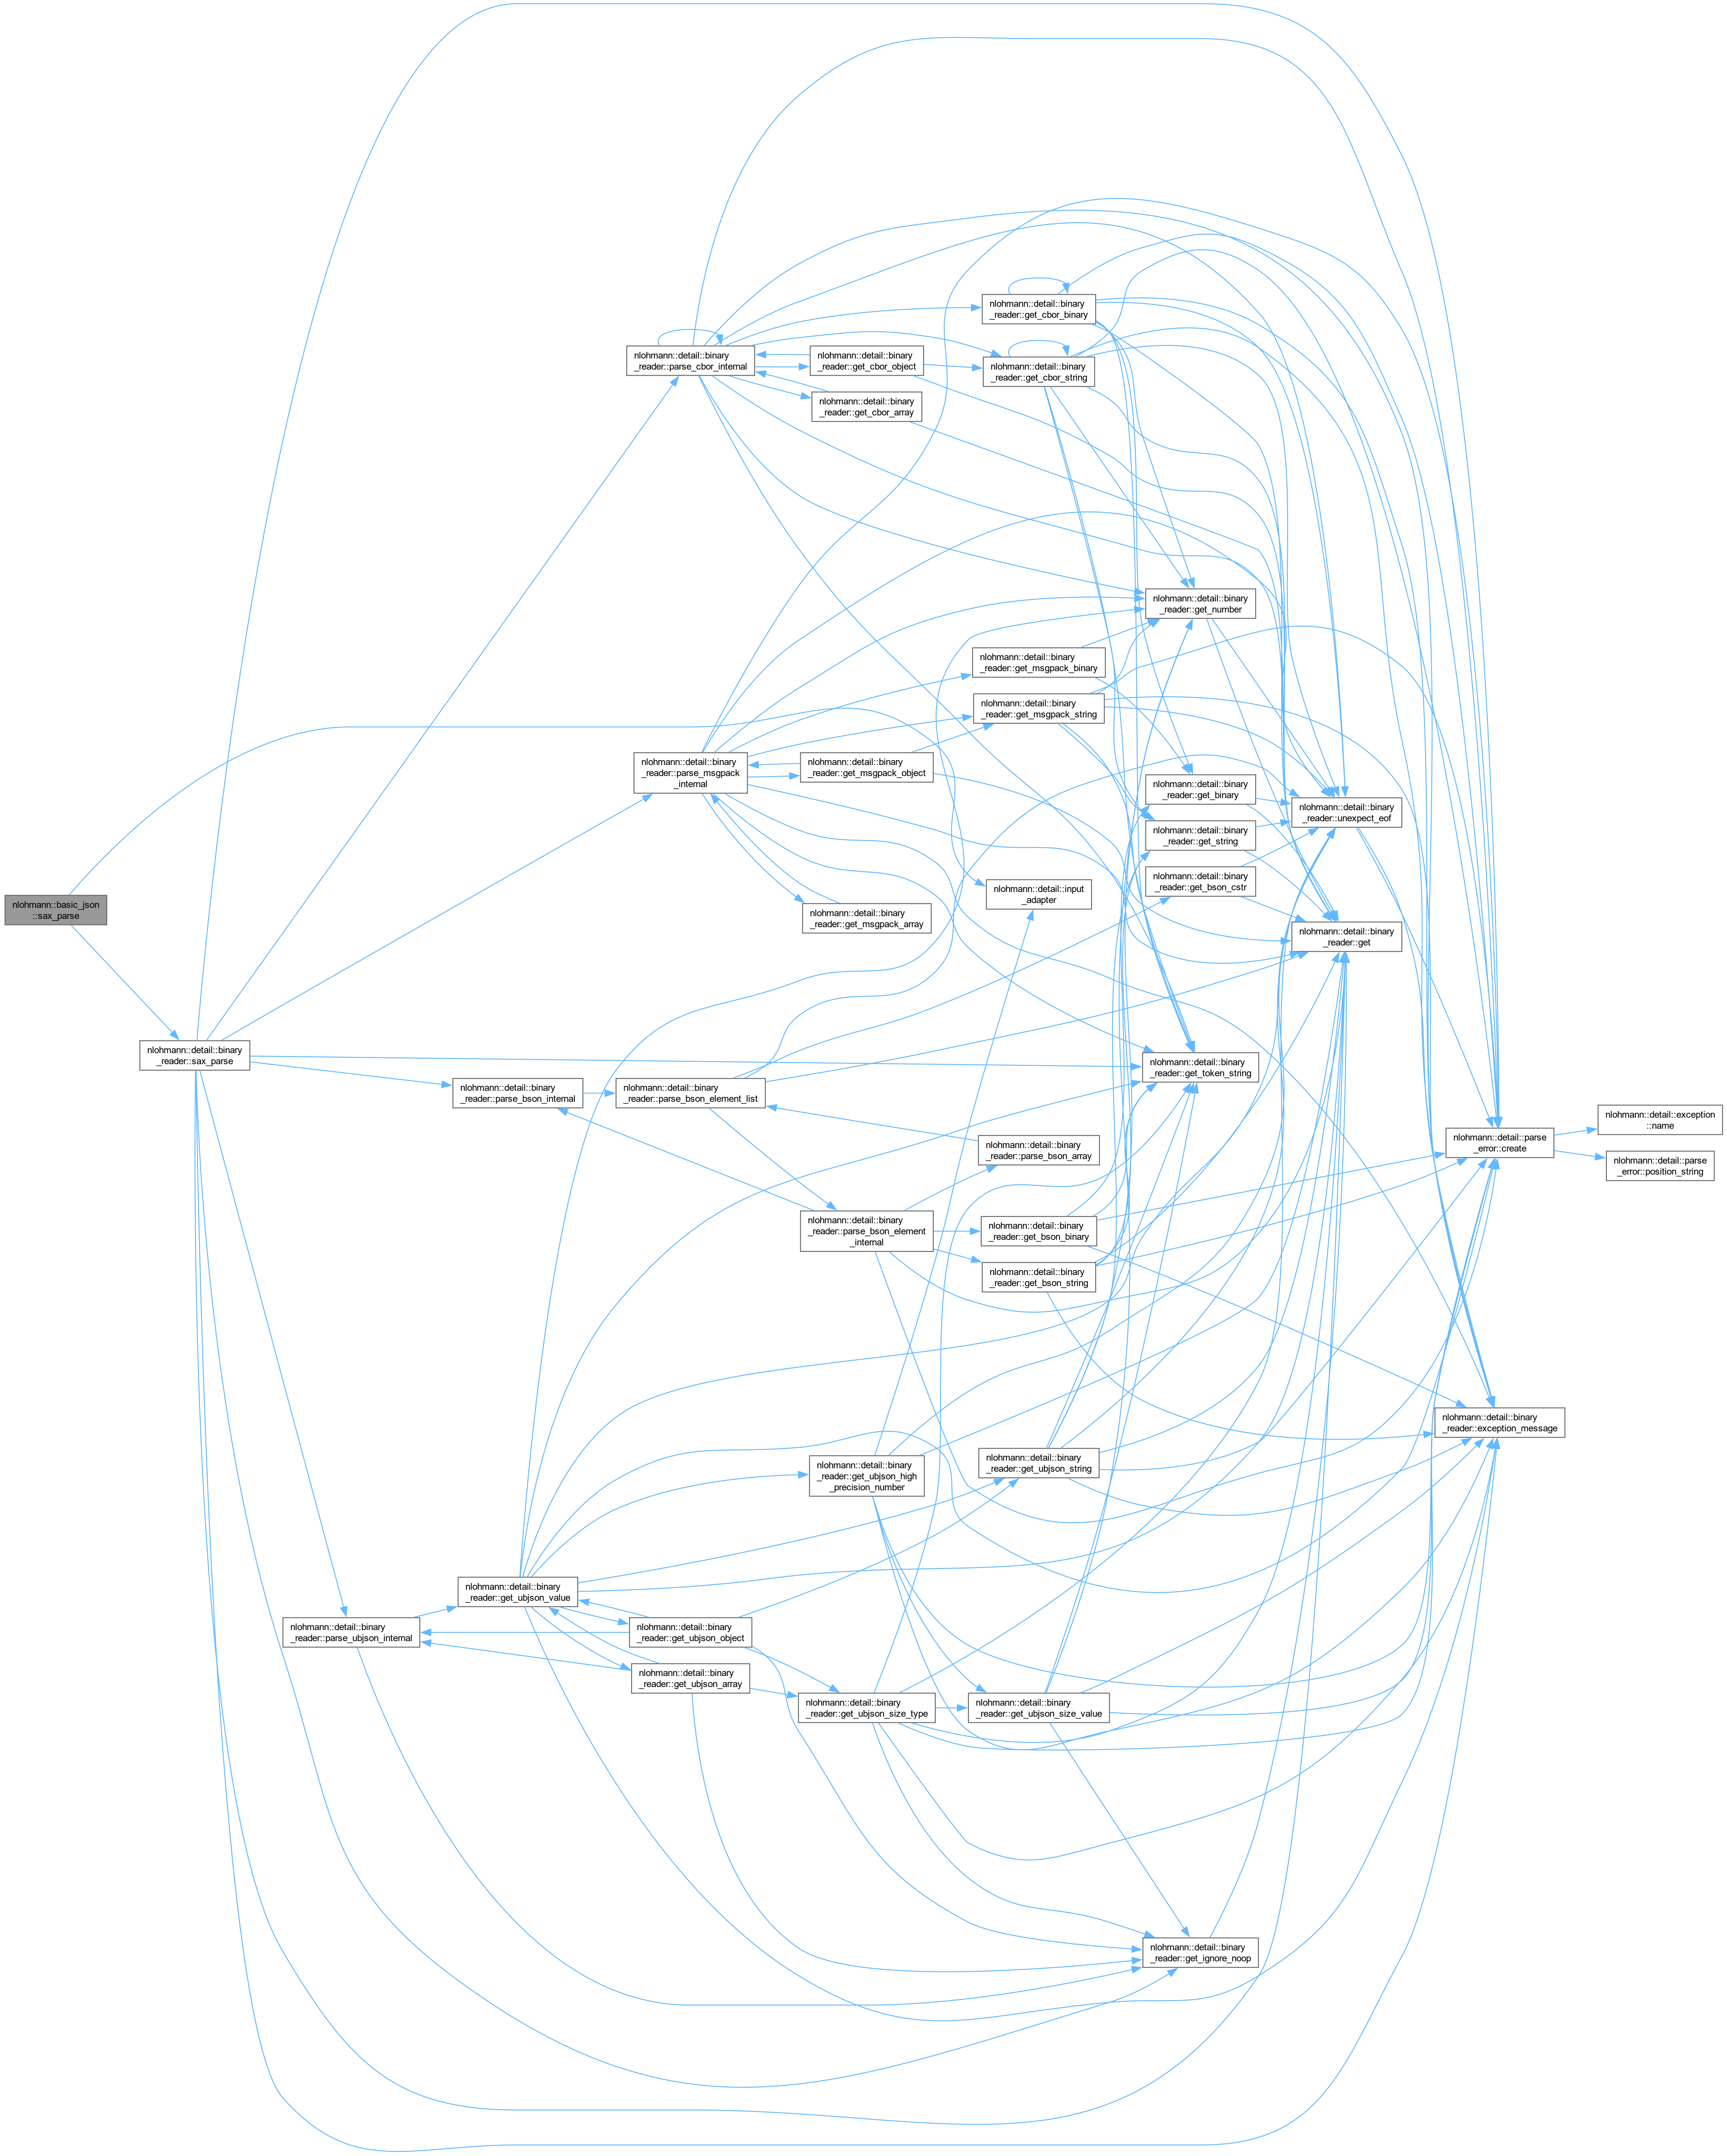 nlohmann::basic_json
::sax_parse
nlohmann::detail::binary
_reader::sax_parse
nlohmann::detail::binary
_reader::parse_ubjson_internal
nlohmann::detail::binary
_reader::parse_bson_internal
nlohmann::detail::binary
_reader::get_ubjson_value
nlohmann::detail::binary
_reader::parse_cbor_internal
nlohmann::detail::binary
_reader::parse_msgpack
_internal
nlohmann::detail::binary
_reader::parse_bson_element_list
nlohmann::detail::binary
_reader::get_ubjson_object
nlohmann::detail::binary
_reader::get_ubjson_array
nlohmann::detail::binary
_reader::get_cbor_object
nlohmann::detail::binary
_reader::get_cbor_array
nlohmann::detail::binary
_reader::get_msgpack_object
nlohmann::detail::binary
_reader::get_msgpack_array
nlohmann::detail::binary
_reader::parse_bson_element
_internal
nlohmann::detail::binary
_reader::get_ubjson_high
_precision_number
nlohmann::detail::binary
_reader::get_ubjson_size_type
nlohmann::detail::binary
_reader::get_cbor_binary
nlohmann::detail::binary
_reader::get_cbor_string
nlohmann::detail::binary
_reader::get_msgpack_binary
nlohmann::detail::binary
_reader::get_msgpack_string
nlohmann::detail::input
_adapter
nlohmann::detail::binary
_reader::parse_bson_array
nlohmann::detail::binary
_reader::get_bson_binary
nlohmann::detail::binary
_reader::get_bson_string
nlohmann::detail::binary
_reader::get_ubjson_string
nlohmann::detail::binary
_reader::get_ubjson_size_value
nlohmann::detail::binary
_reader::get_number
nlohmann::detail::binary
_reader::get_binary
nlohmann::detail::binary
_reader::get_string
nlohmann::detail::binary
_reader::get_bson_cstr
nlohmann::detail::binary
_reader::get_token_string
nlohmann::detail::binary
_reader::get_ignore_noop
nlohmann::detail::binary
_reader::unexpect_eof
nlohmann::detail::binary
_reader::get
nlohmann::detail::parse
_error::create
nlohmann::detail::binary
_reader::exception_message
nlohmann::detail::exception
::name
nlohmann::detail::parse
_error::position_string